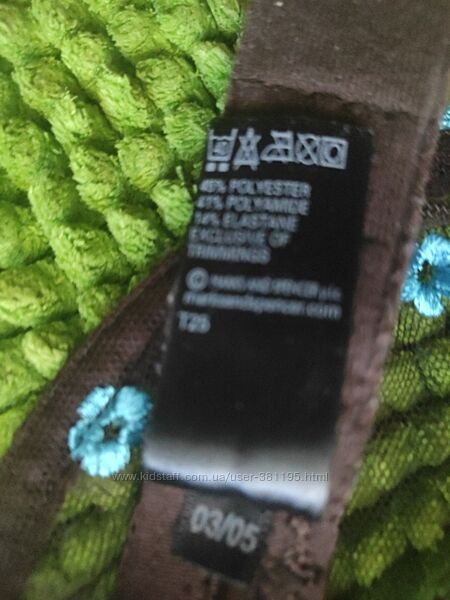 45% POLYESTER
41% POLYAMIDE
14% ELASTANE
EXCLUSIVE OF
TRIMMINGS
© MARKS AND SPENCER p.l.c.
marksandspencer.com
T25
www.kidstaff.com.ua/user-381195.html
03/05